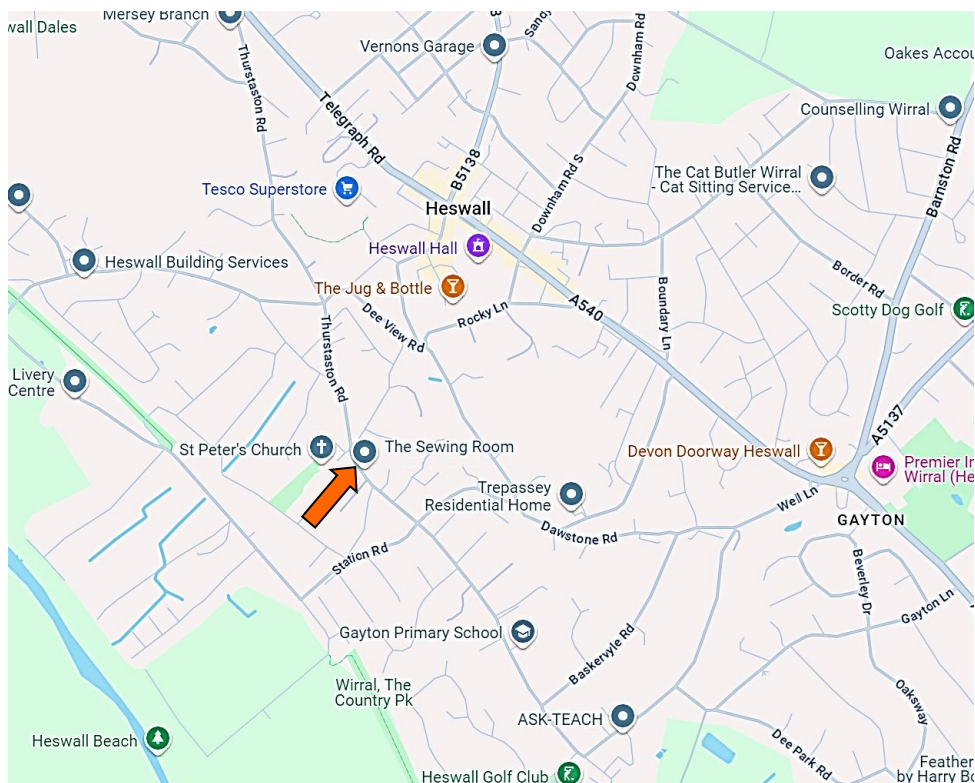 Mersey Branch
wall Dales
Vernons Garage
Sandy
Downham Rd
Oakes Accou
Thurstaston Rd
Telegraph Rd
B5138
Counselling Wirral
Barnston Rd
The Cat Butler Wirral
- Cat Sitting Service...
Tesco Superstore
Downham Rd S
Heswall
Heswall Hall
Heswall Building Services
The Jug & Bottle
Rocky Ln
A540
Boundary Ln
Border Rd
Scotty Dog Golf
Dee View Rd
Thurstaston Rd
Livery
Centre
St Peter's Church
The Sewing Room
Devon Doorway Heswall
A5137
Premier In
Wirral (He
Trepassey
Residential Home
Well Ln
GAYTON
Dawstone Rd
Station Rd
Beverley Dr
Gayton Ln
Gayton Primary School
Baskervyle Rd
Wirral, The
Country Pk
Oaksway
ASK-TEACH
Heswall Beach
Dee Park Rd
Heswall Golf Club
Feather
by Harry Bo